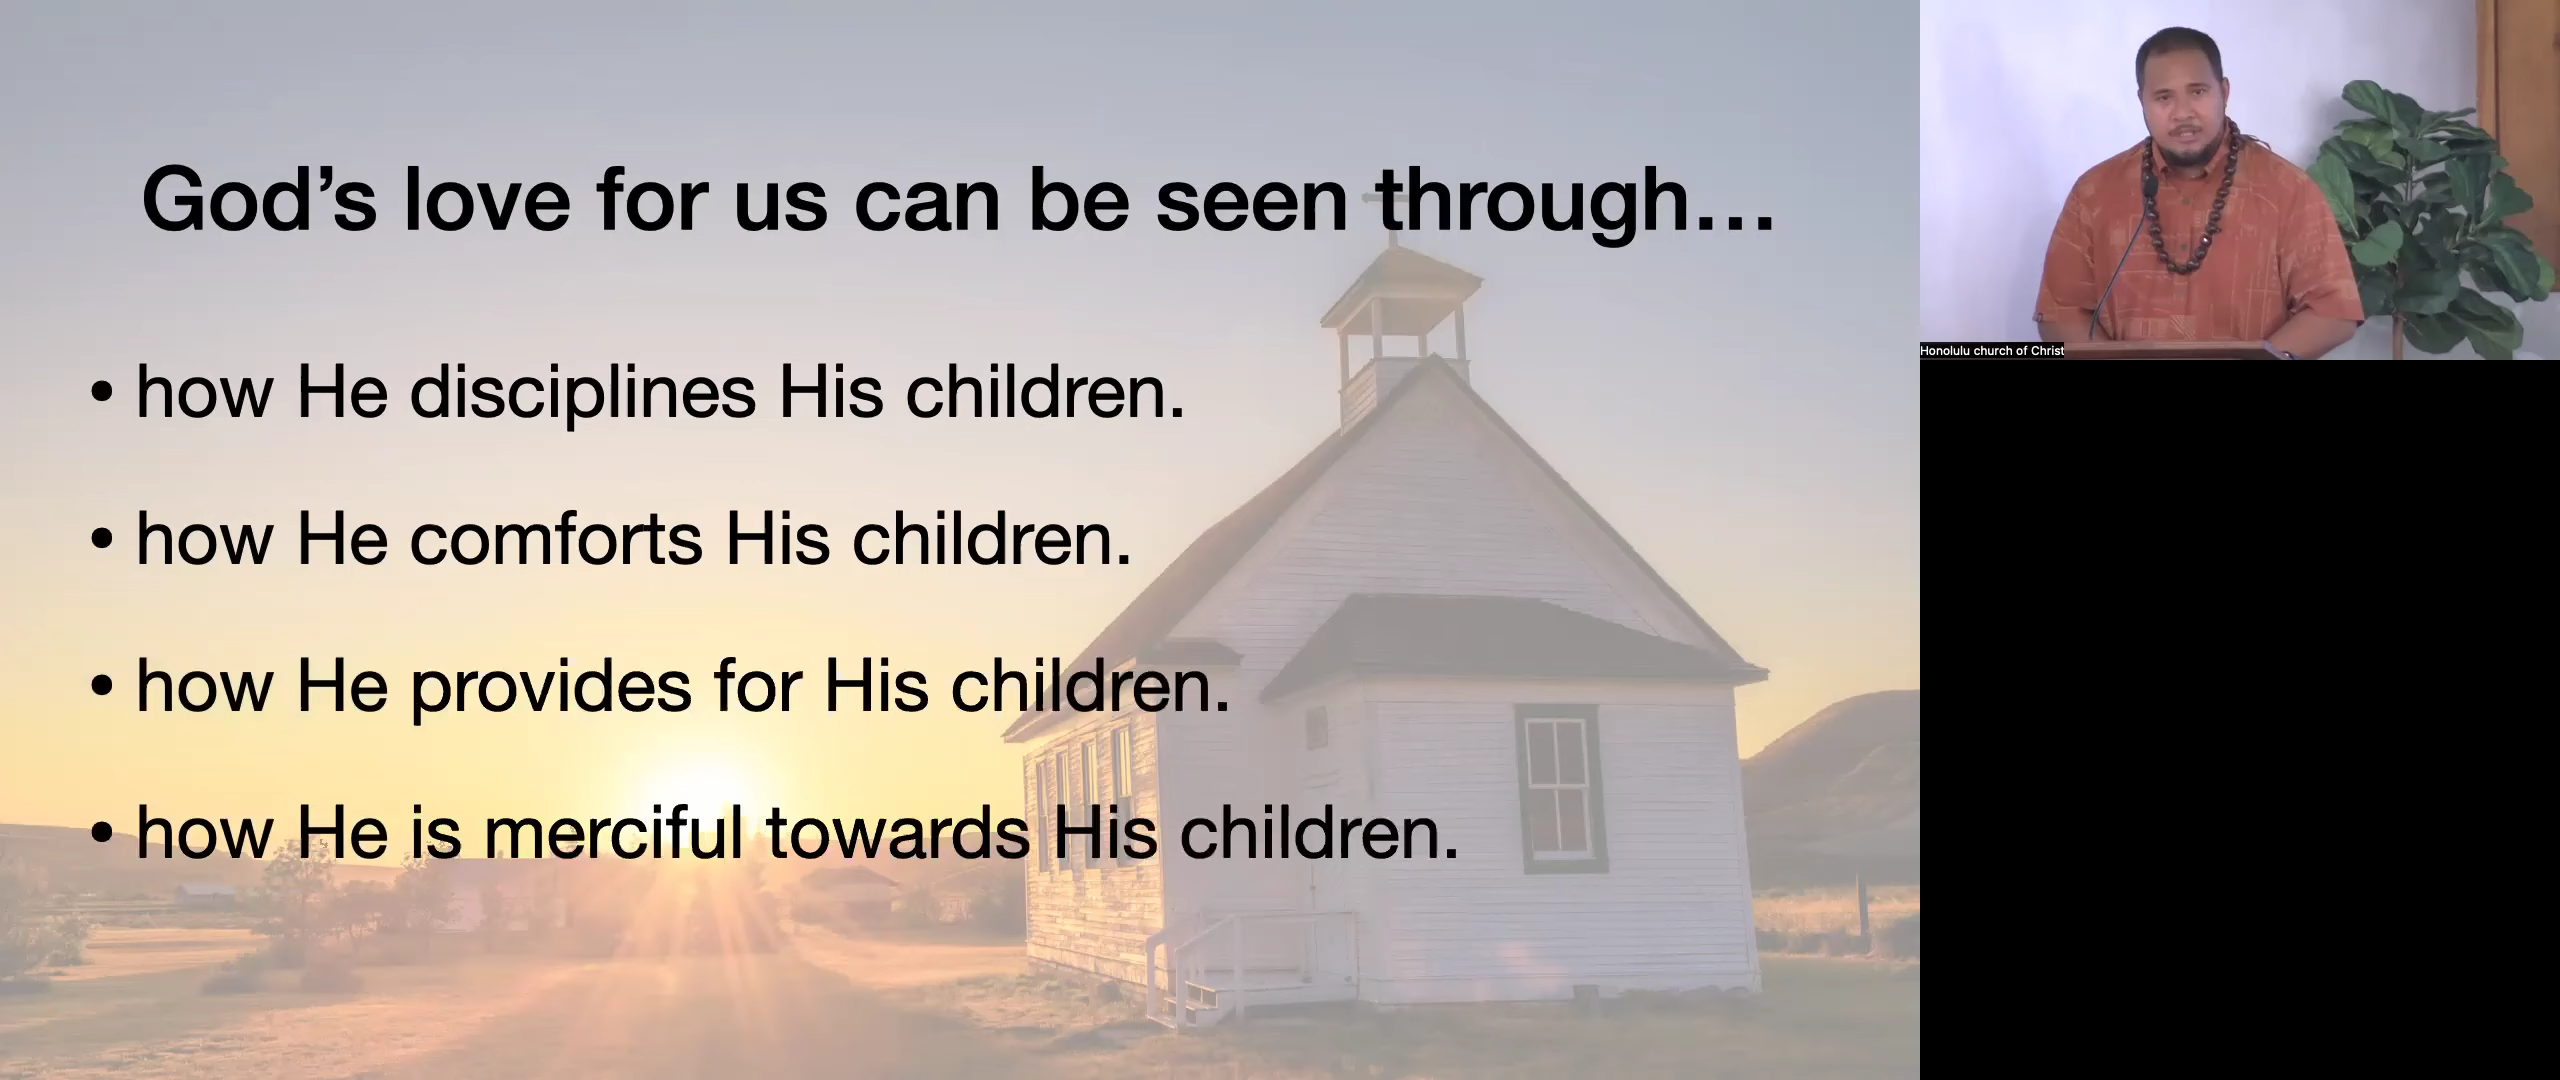 God’s love for us can be seen through…
• how He disciplines His children.
• how He comforts His children.
• how He provides for His children.
• how He is merciful towards His children.
Honolulu church of Christ